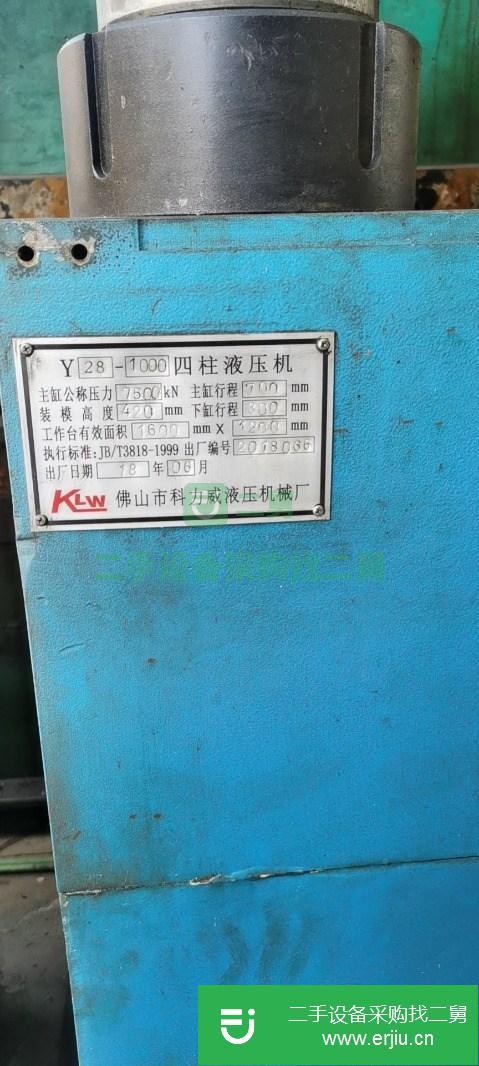 Y 28 - 1000 四柱液压机
主缸公称压力 7500 kN 主缸行程 700 mm
装模高度 420 mm 下缸行程 300 mm
工作台有效面积 1600 mm X 1200 mm
执行标准:JB/T3818-1999 出厂编号 2018066
出厂日期 18 年 06 月
KLW 佛山市科力威液压机械厂
二舅
二手设备采购找二舅
二手设备采购找二舅
www.erjiu.cn